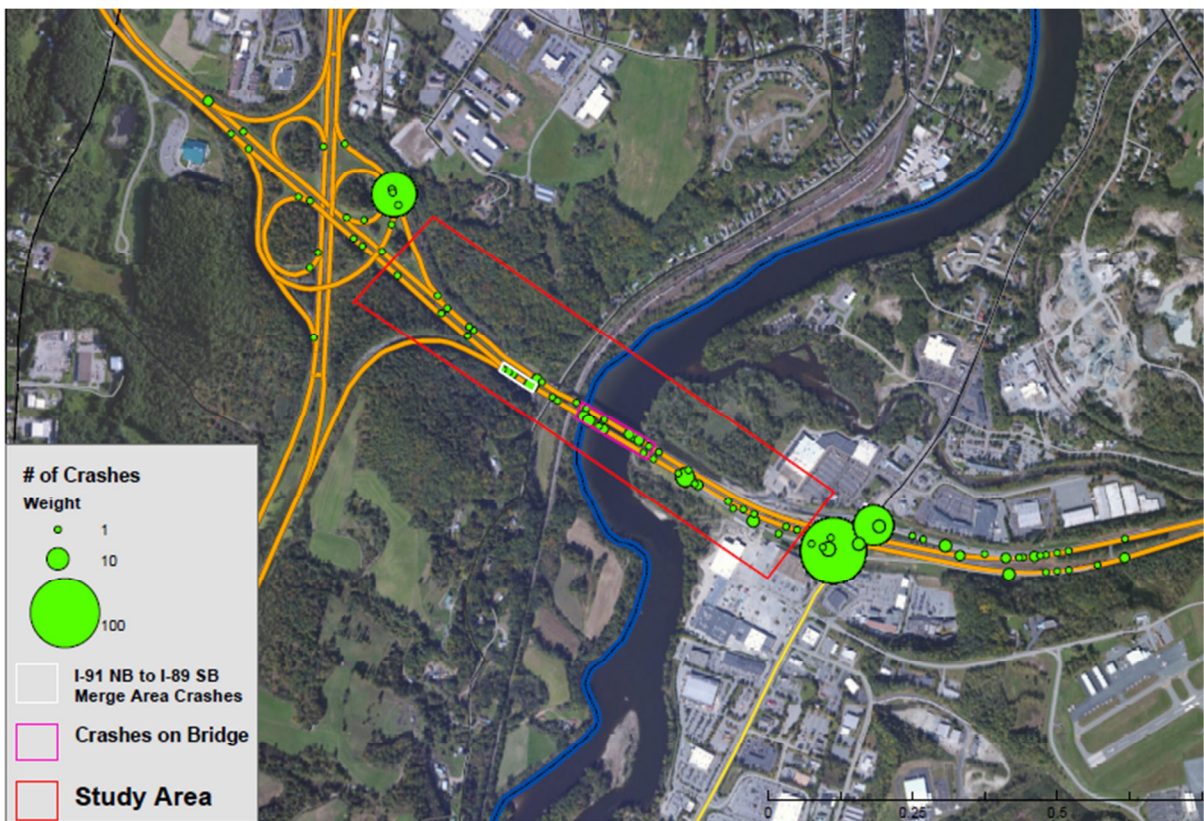 # of Crashes
Weight
1
10
100
I-91 NB to I-89 SB
Merge Area Crashes
Crashes on Bridge
Study Area
0 0.25 0.5